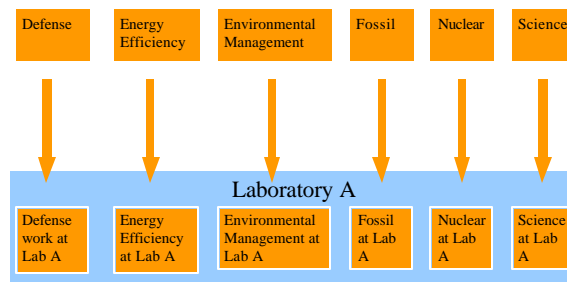 Defense
Energy
Efficiency
Environmental
Management
Fossil
Nuclear
Science
Laboratory A
Defense
work at
Lab A
Energy
Efficiency
at Lab A
Environmental
Management at
Lab A
Fossil
at Lab
A
Nuclear
at Lab
A
Science
at Lab
A